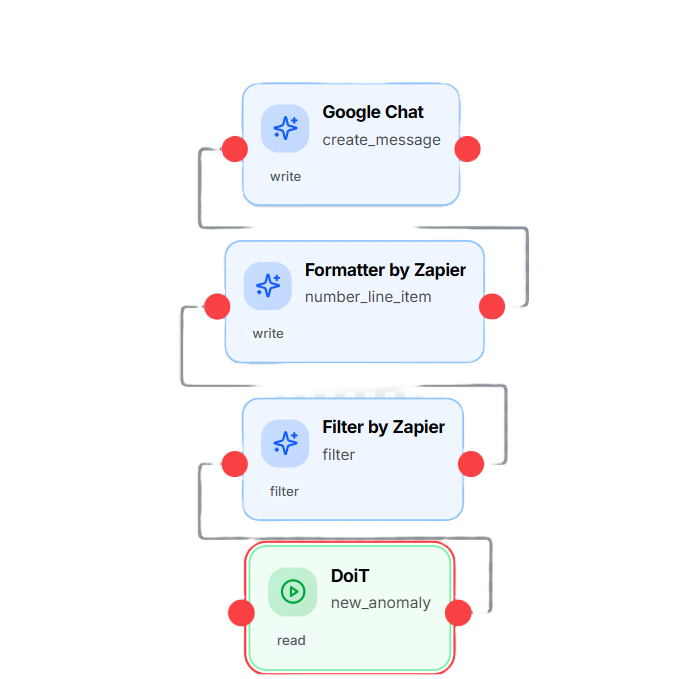 Google Chat
create_message
write
Formatter by Zapier
number_line_item
write
Filter by Zapier
filter
filter
DoiT
new_anomaly
read